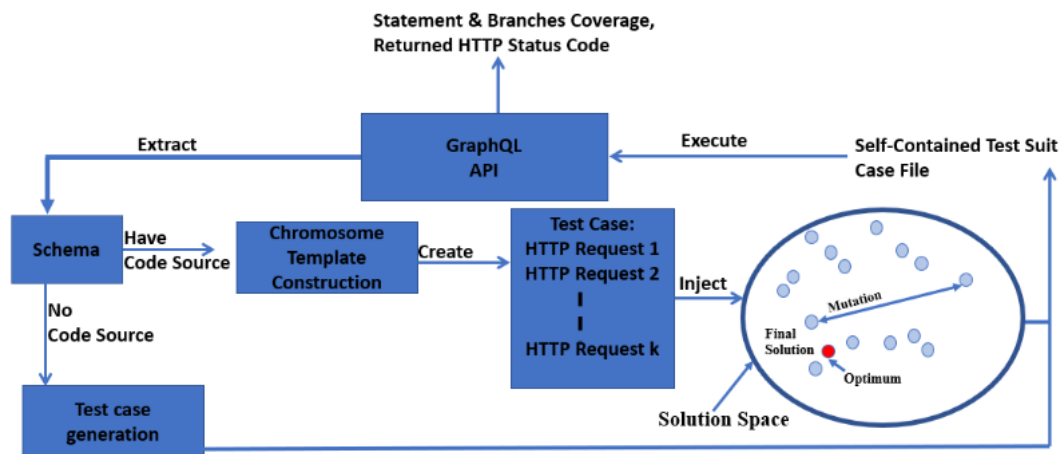 Statement & Branches Coverage,
Returned HTTP Status Code
Extract
GraphQL
API
Execute
Self-Contained Test Suit
Case File
Schema
Have
Code Source
Chromosome
Template
Construction
Create
Test Case:
HTTP Request 1
HTTP Request 2
HTTP Request k
Inject
Mutation
Final
Solution
Optimum
Solution Space
No
Code Source
Test case
generation